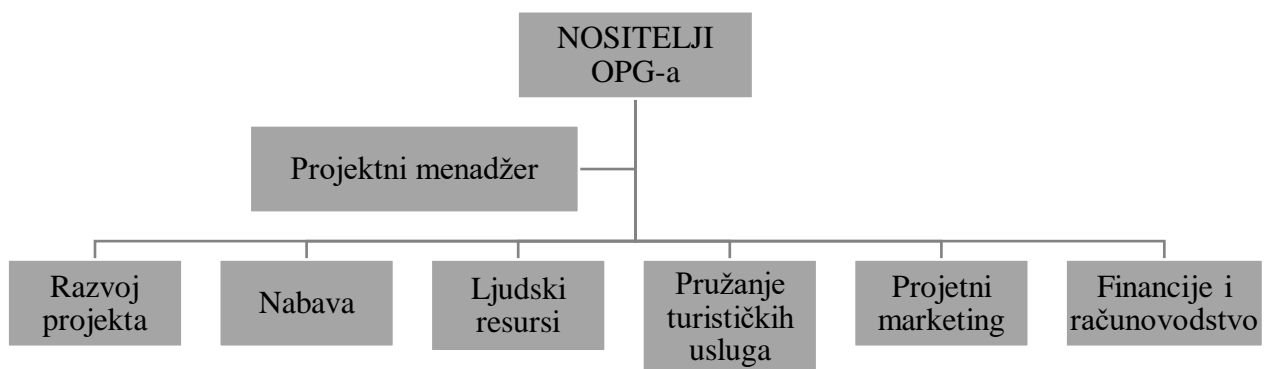 NOSITELJI
OPG-a
Projektni menadžer
Razvoj
projekta
Nabava
Ljudski
resursi
Pružanje
turističkih
usluga
Projetni
marketing
Financije i
računovodstvo